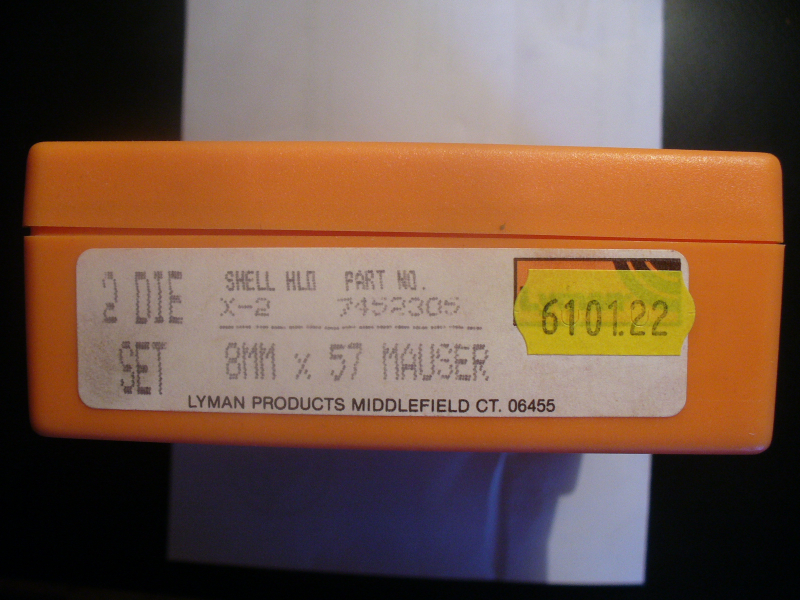 2 DIE
SET
SHELL HLD PART NO.
X-2 7452305
8MM x 57 MAUSER
LYMAN PRODUCTS MIDDLEFIELD CT. 06455
6101.22